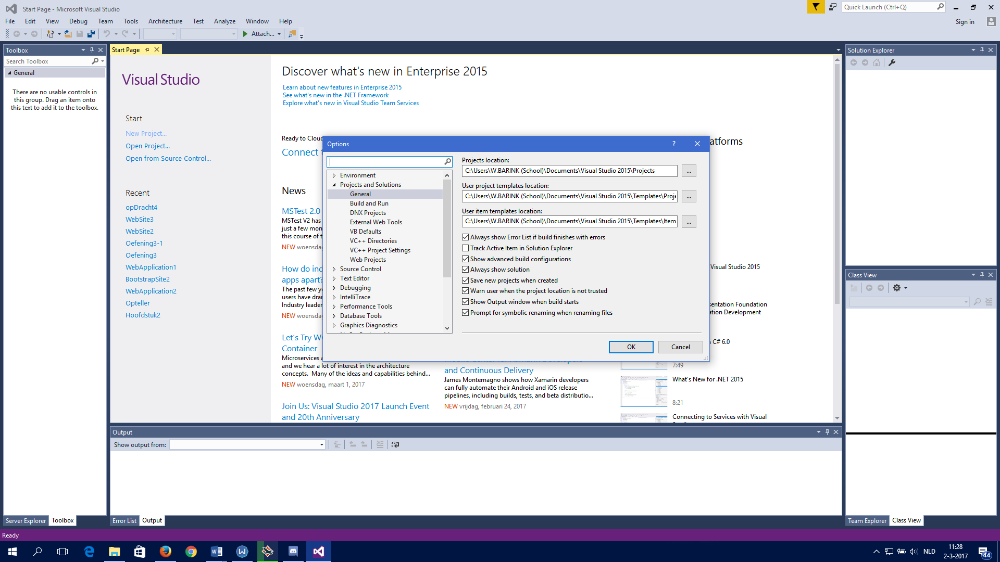 Start Page - Microsoft Visual Studio
Quick Launch (Ctrl+Q)
File Edit View Debug Team Tools Architecture Test Analyze Window Help
Sign in
Attach...
Toolbox
Search Toolbox
General
There are no usable controls in
this group. Drag an item onto
this text to add it to the toolbox.
Server Explorer Toolbox
Start Page
Visual Studio
Start
New Project...
Open Project...
Open from Source Control...
Recent
opDracht4
WebSite3
WebSite2
Oefening3-1
Oefening3
WebApplication1
BootstrapSite2
WebApplication2
Opteller
Hoofdstuk2
Discover what's new in Enterprise 2015
Learn about new features in Enterprise 2015
See what's new in the .NET Framework
Explore what's new in Visual Studio Team Services
Ready to Cloud
Connect t
News
MSTest 2.0
MSTest V2 has
just a few mon
this course of t
NEW woensda
How do ind
apps apart?
The past few ye
users have dran
Industry leader
NEW woensda
Let's Try W
Container
Microservices a
and we hear a lot of interest in the architecture
concepts. Many of the ideas and capabilities behind...
NEW woensdag, maart 1, 2017
Join Us: Visual Studio 2017 Launch Event
and 20th Anniversary
Mobile Center for Xamarin Developers
and Continuous Delivery
James Montemagno shows how Xamarin developers
can fully automate their Android and iOS release
pipelines, including builds, tests, and beta distributio...
NEW vrijdag, februari 24, 2017
atforms
Visual Studio 2015
sentation Foundation
ation Development
C# 6.0
7:49
What's New for .NET 2015
8:21
Connecting to Services with Visual
Options
?
Environment
Projects and Solutions
General
Build and Run
DNX Projects
External Web Tools
VB Defaults
VC++ Directories
VC++ Project Settings
Web Projects
Source Control
Text Editor
Debugging
IntelliTrace
Performance Tools
Database Tools
Graphics Diagnostics
Projects location:
C:\Users\W.BARINK (School)\Documents\Visual Studio 2015\Projects
...
User project templates location:
C:\Users\W.BARINK (School)\Documents\Visual Studio 2015\Templates\Proje
...
User item templates location:
C:\Users\W.BARINK (School)\Documents\Visual Studio 2015\Templates\Item
...
Always show Error List if build finishes with errors
Track Active Item in Solution Explorer
Show advanced build configurations
Always show solution
Save new projects when created
Warn user when the project location is not trusted
Show Output window when build starts
Prompt for symbolic renaming when renaming files
OK Cancel
Output
Show output from:
Error List Output
Solution Explorer
Class View
Team Explorer Class View
Ready
NLD
11:28
2-3-2017
44